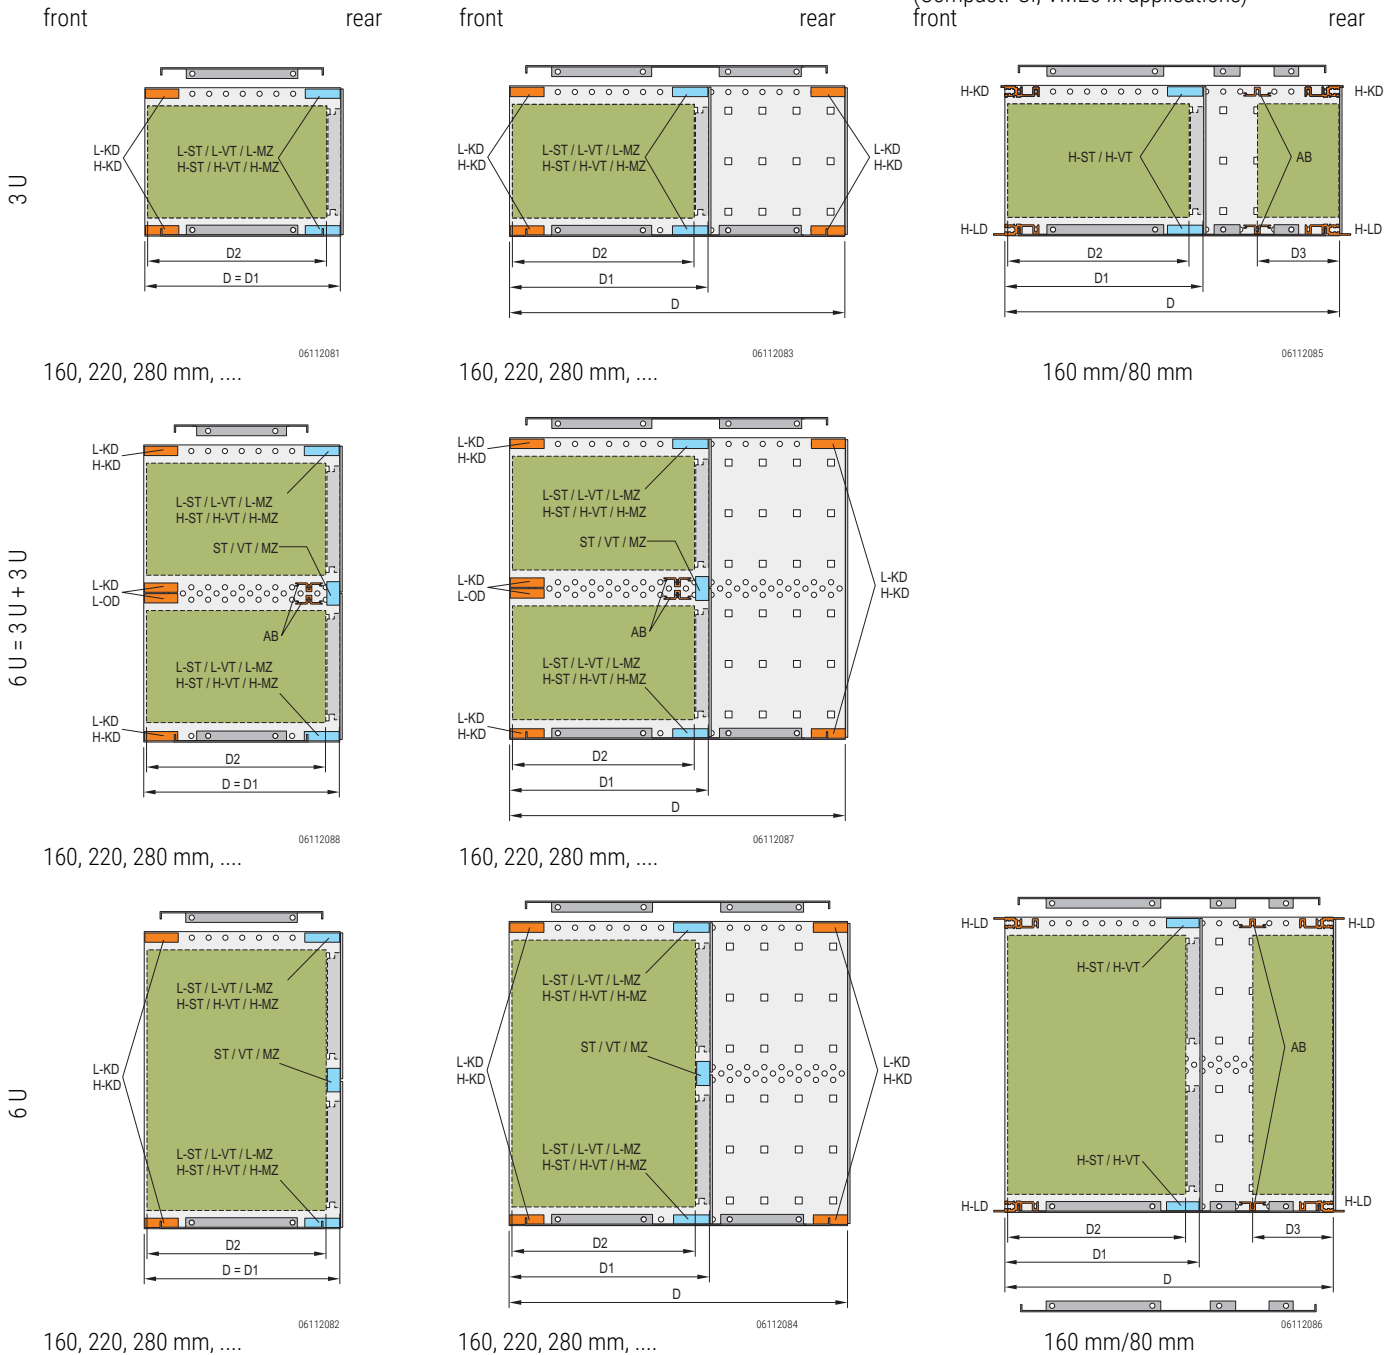 front
rear
front
rear
front
rear
3 U
L-KD
H-KD
L-ST / L-VT / L-MZ
H-ST / H-VT / H-MZ
D2
D = D1
06112081
160, 220, 280 mm, ....
L-KD
H-KD
L-ST / L-VT / L-MZ
H-ST / H-VT / H-MZ
L-KD
H-KD
D2
D1
D
06112083
160, 220, 280 mm, ....
H-KD
H-KD
H-ST / H-VT
AB
H-LD
H-LD
D2
D3
D1
D
06112085
160 mm/80 mm
6 U = 3 U + 3 U
L-KD
H-KD
L-ST / L-VT / L-MZ
H-ST / H-VT / H-MZ
ST / VT / MZ
L-KD
L-OD
AB
L-ST / L-VT / L-MZ
H-ST / H-VT / H-MZ
L-KD
H-KD
D2
D = D1
06112088
160, 220, 280 mm, ....
L-KD
H-KD
L-ST / L-VT / L-MZ
H-ST / H-VT / H-MZ
ST / VT / MZ
L-KD
L-OD
L-KD
H-KD
AB
L-ST / L-VT / L-MZ
H-ST / H-VT / H-MZ
L-KD
H-KD
D2
D1
D
06112087
160, 220, 280 mm, ....
6 U
L-ST / L-VT / L-MZ
H-ST / H-VT / H-MZ
ST / VT / MZ
L-KD
H-KD
L-ST / L-VT / L-MZ
H-ST / H-VT / H-MZ
D2
D = D1
06112082
160, 220, 280 mm, ....
L-ST / L-VT / L-MZ
H-ST / H-VT / H-MZ
ST / VT / MZ
L-KD
H-KD
L-KD
H-KD
L-ST / L-VT / L-MZ
H-ST / H-VT / H-MZ
D2
D1
D
06112084
160, 220, 280 mm, ....
H-LD
H-LD
H-ST / H-VT
AB
H-ST / H-VT
H-LD
H-LD
D2
D3
D1
D
06112086
160 mm/80 mm